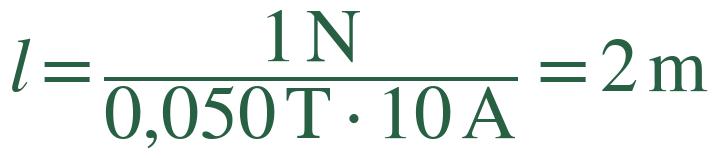 l = 1 N / 0,050 T · 10 A = 2 m